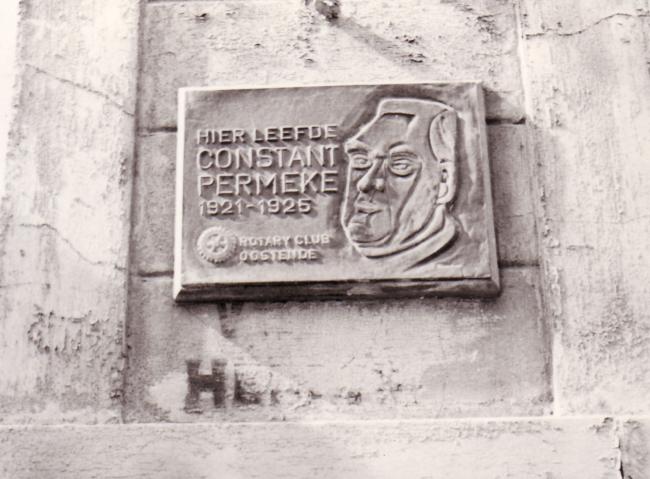 HIER LEEFDE
CONSTANT
PERMEKE
1921-1925
ROTARY CLUB
OOSTENDE